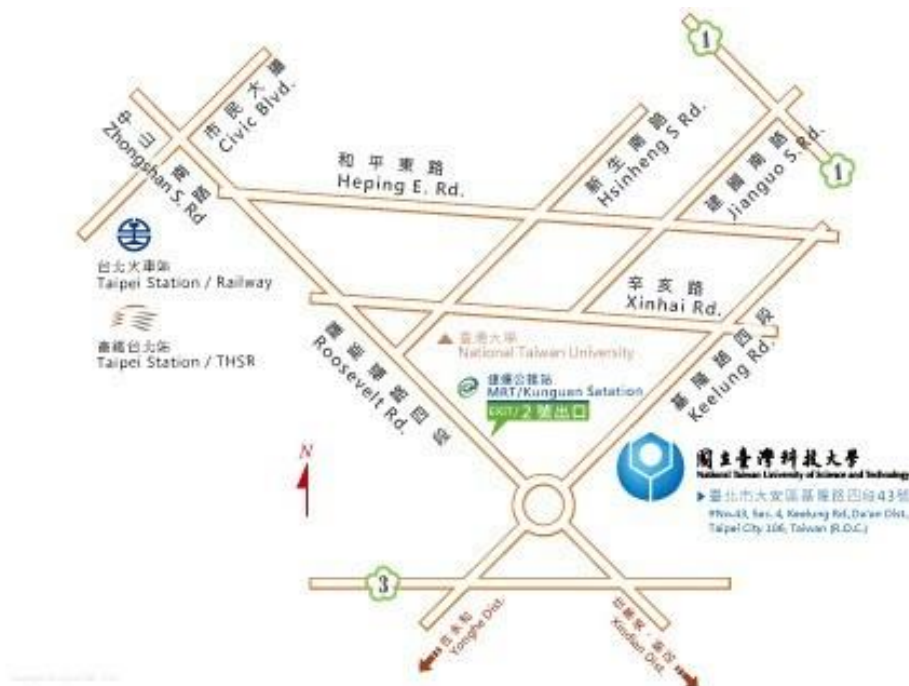 1
市民大道
Civic Blvd.
中山南路
Zhongshan S. Rd
和平東路
Heping E. Rd.
新生南路
Hsinheng S Rd.
建國南路
Jianguo S. Rd.
1
台北火車站
Taipei Station / Railway
高鐵台北站
Taipei Station / THSR
辛亥路
Xinhai Rd.
羅斯福路四段
Roosevelt Rd.
臺灣大學
National Taiwan University
捷運公館站
MRT/Kunguen Satation
EXIT/2號出口
基隆路四段
Keelung Rd.
N
國立臺灣科技大學
National Taiwan University of Science and Technology
臺北市大安區基隆路四段43號
No.43, Sec. 4, Keelung Rd, Da'an Dist,
Taipei City 106, Taiwan (R.O.C.)
3
往永和
Yonghe Dist.
Xindian Dist.